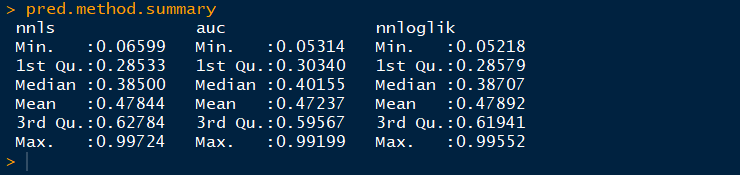 > pred.method.summary
nnls auc nnloglik
Min. :0.06599 Min. :0.05314 Min. :0.05218
1st Qu.:0.28533 1st Qu.:0.30340 1st Qu.:0.28579
Median :0.38500 Median :0.40155 Median :0.38707
Mean :0.47844 Mean :0.47237 Mean :0.47892
3rd Qu.:0.62784 3rd Qu.:0.59567 3rd Qu.:0.61941
Max. :0.99724 Max. :0.99199 Max. :0.99552
>